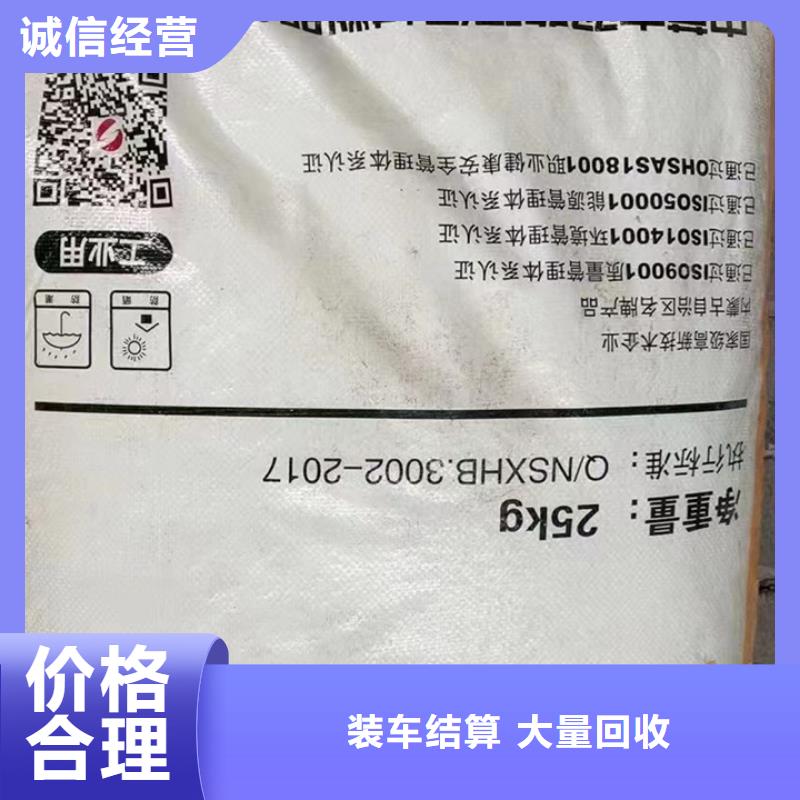 诚信经营
净重量：25kg
执行标准：Q/NSXHB.3002-2017
国家级高新技术企业
内蒙古自治区名牌产品
已通过ISO9001质量管理体系认证
已通过ISO14001环境管理体系认证
已通过ISO50001能源管理体系认证
已通过OHSAS18001职业健康安全管理体系认证
防 晒
防 潮
工业用
价格
合理
装车结算 大量回收